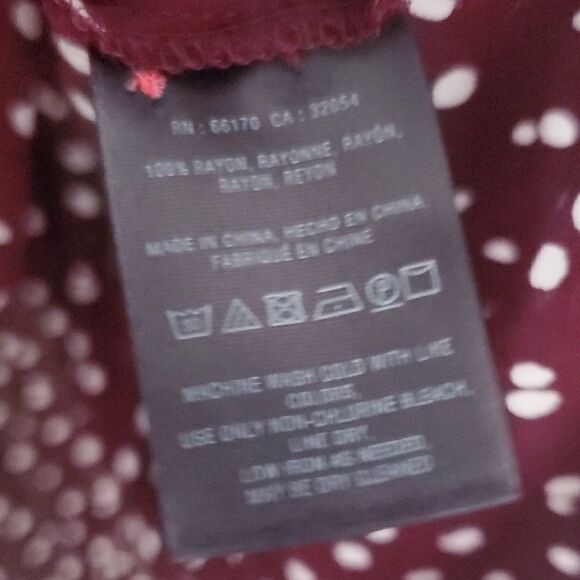 RN : 66170 CA : 32054
100% RAYON, RAYONNE, RAYÓN,
RAYON, REYON
MADE IN CHINA, HECHO EN CHINA
FABRIQUÉ EN CHINE
MACHINE WASH COLD WITH LIKE
COLORS.
USE ONLY NON-CHLORINE BLEACH.
LINE DRY.
LOW IRON AS NEEDED.
MAY BE DRY CLEANED